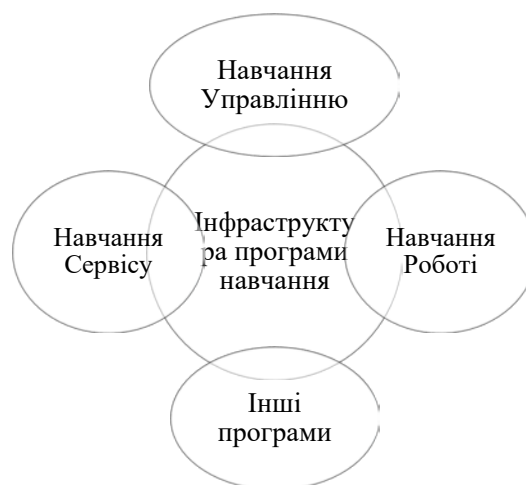 Навчання
Управлінню
Навчання
Сервісу
Інфраструкту
ра програми
навчання
Навчання
Роботі
Інші
програми